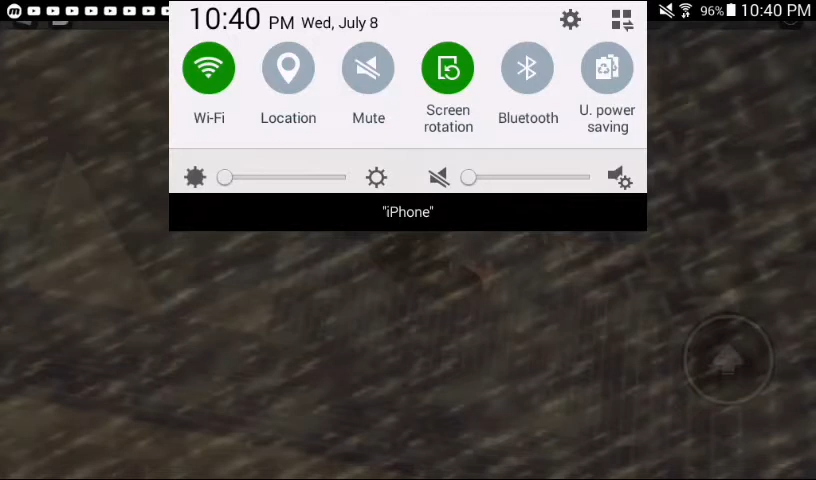 96% 10:40 PM
10:40 PM Wed, July 8
Wi-Fi
Location
Mute
Screen
rotation
Bluetooth
U. power
saving
"iPhone"